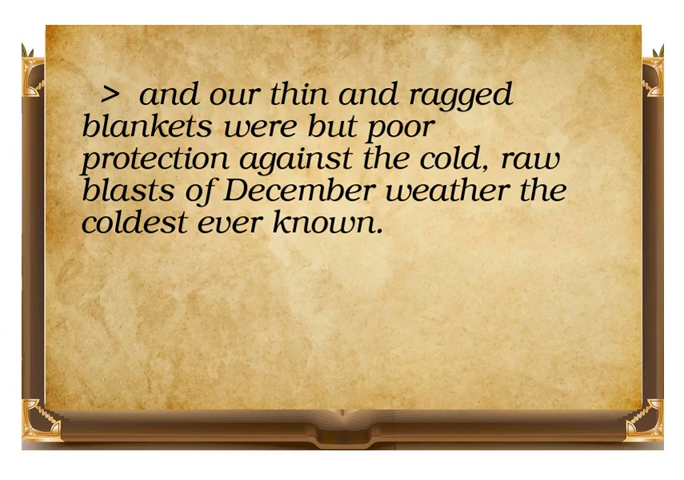 > and our thin and ragged
blankets were but poor
protection against the cold, raw
blasts of December weather the
coldest ever known.